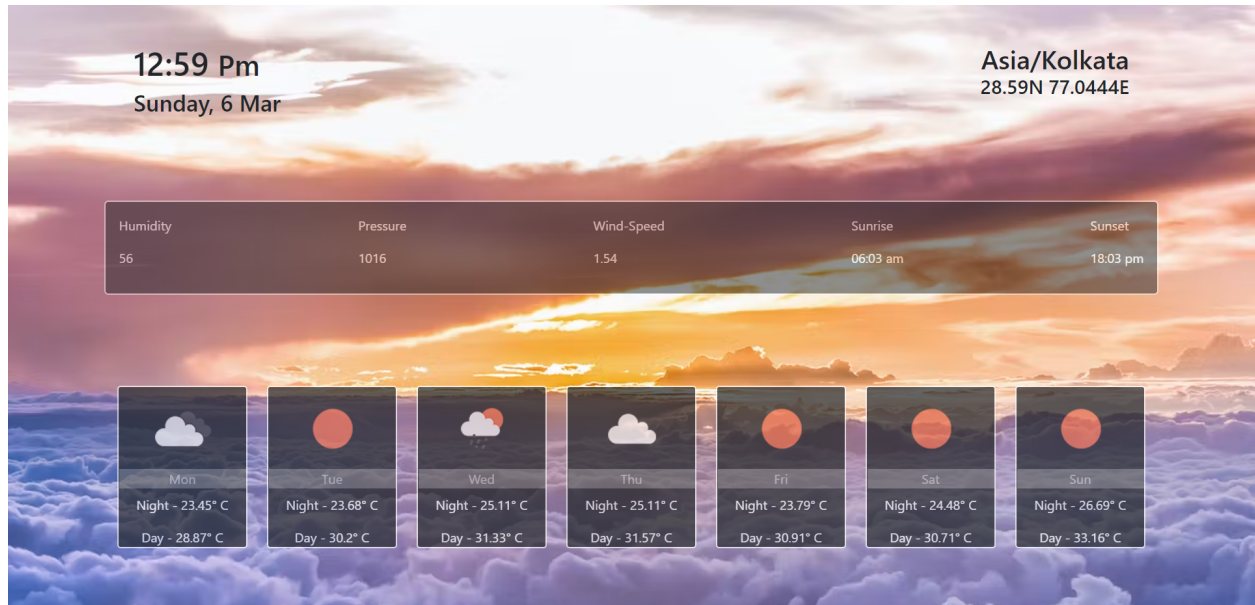 12:59 Pm
Sunday, 6 Mar
Asia/Kolkata
28.59N 77.0444E
Humidity Pressure Wind-Speed Sunrise Sunset
56 1016 1.54 06:03 am 18:03 pm
Mon Tue Wed Thu Fri Sat Sun
Night - 23.45° C Night - 23.68° C Night - 25.11° C Night - 25.11° C Night - 23.79° C Night - 24.48° C Night - 26.69° C
Day - 28.87° C Day - 30.2° C Day - 31.33° C Day - 31.57° C Day - 30.91° C Day - 30.71° C Day - 33.16° C